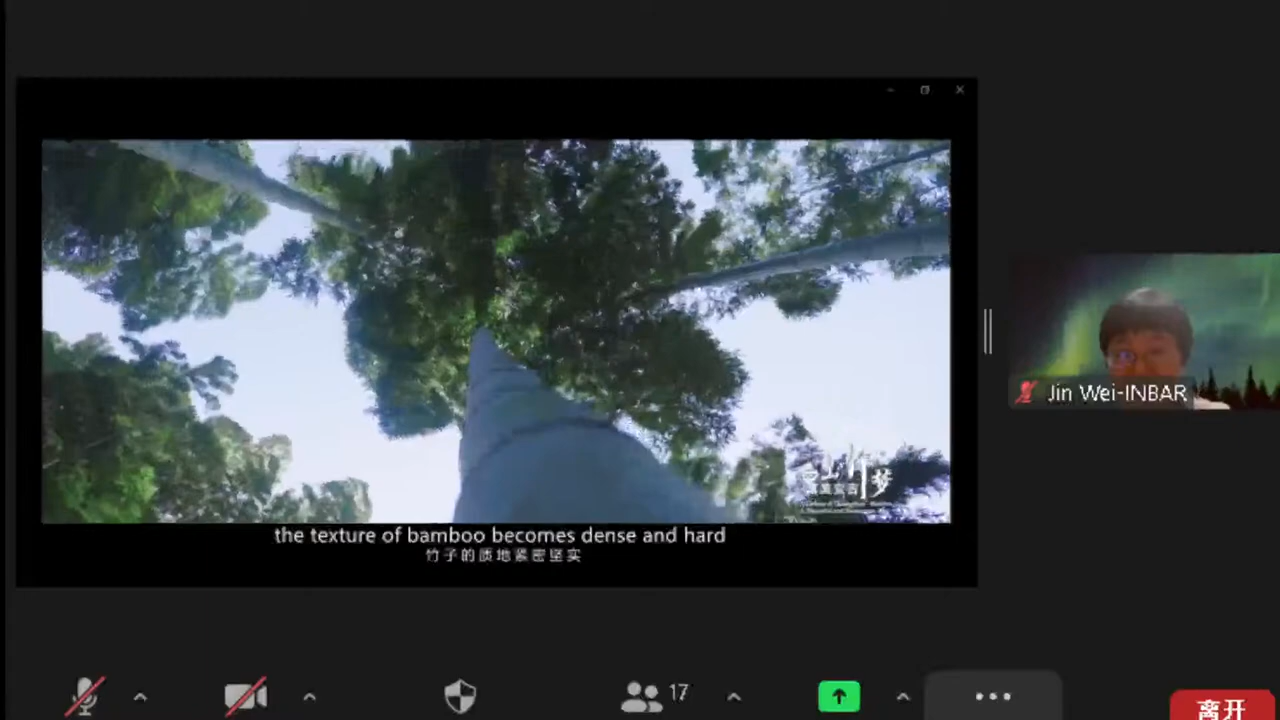 the texture of bamboo becomes dense and hard
竹子的质地紧密坚实
Jin Wei-INBAR
17
离开